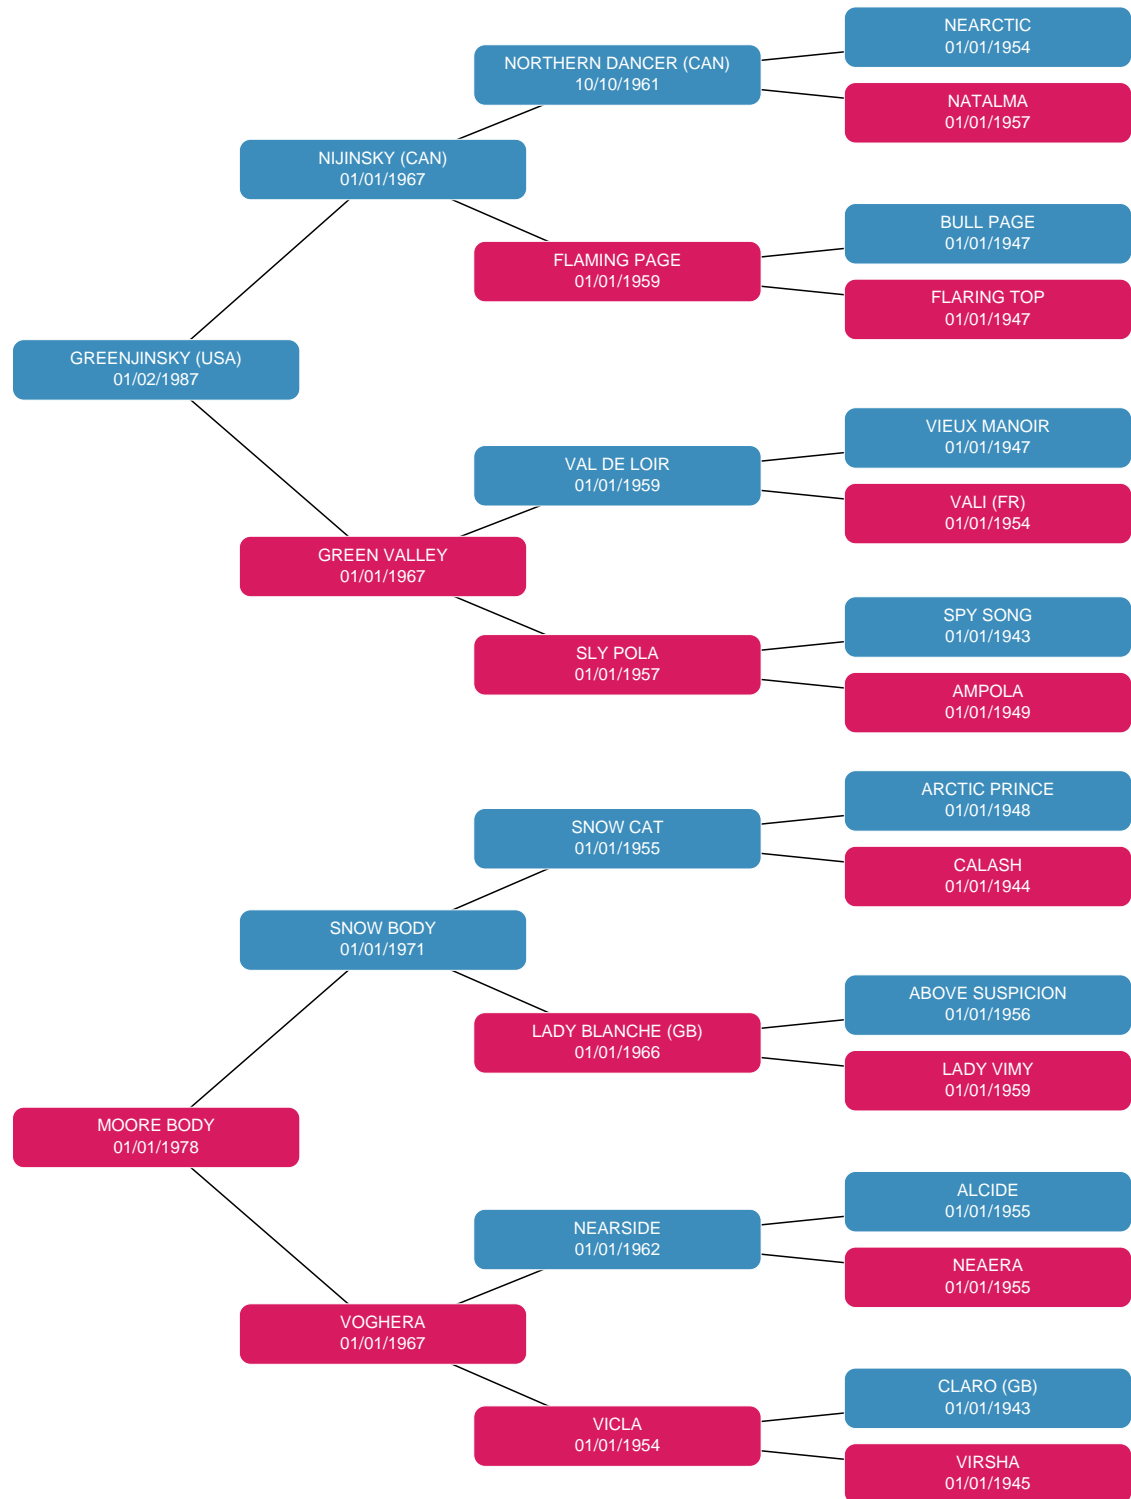 NEARCTIC
01/01/1954
NORTHERN DANCER (CAN)
10/10/1961
NATALMA
01/01/1957
NIJINSKY (CAN)
01/01/1967
BULL PAGE
01/01/1947
FLAMING PAGE
01/01/1959
FLARING TOP
01/01/1947
GREENJINSKY (USA)
01/02/1987
VIEUX MANOIR
01/01/1947
VAL DE LOIR
01/01/1959
VALI (FR)
01/01/1954
GREEN VALLEY
01/01/1967
SPY SONG
01/01/1943
SLY POLA
01/01/1957
AMPOLA
01/01/1949
ARCTIC PRINCE
01/01/1948
SNOW CAT
01/01/1955
CALASH
01/01/1944
SNOW BODY
01/01/1971
ABOVE SUSPICION
01/01/1956
LADY BLANCHE (GB)
01/01/1966
LADY VIMY
01/01/1959
MOORE BODY
01/01/1978
ALCIDE
01/01/1955
NEARSIDE
01/01/1962
NEAERA
01/01/1955
VOGHERA
01/01/1967
CLARO (GB)
01/01/1943
VICLA
01/01/1954
VIRSHA
01/01/1945